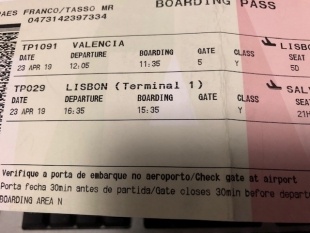 BOARDING PASS
PAES FRANCO/TASSO MR
0473142397334
TP1091 VALENCIA LISBO
DATE DEPARTURE BOARDING GATE CLASS SEAT
23 APR 19 12:05 11:35 5 Y 5D
TP029 LISBON (Terminal 1) SAL
DATE DEPARTURE BOARDING GATE CLASS SEAT
23 APR 19 16:35 15:35 Y 21H
Verifique a porta de embarque no aeroporto/Check gate at airport
Porta fecha 30min antes de partida/Gate closes 30min before depart
BOARDING AREA N